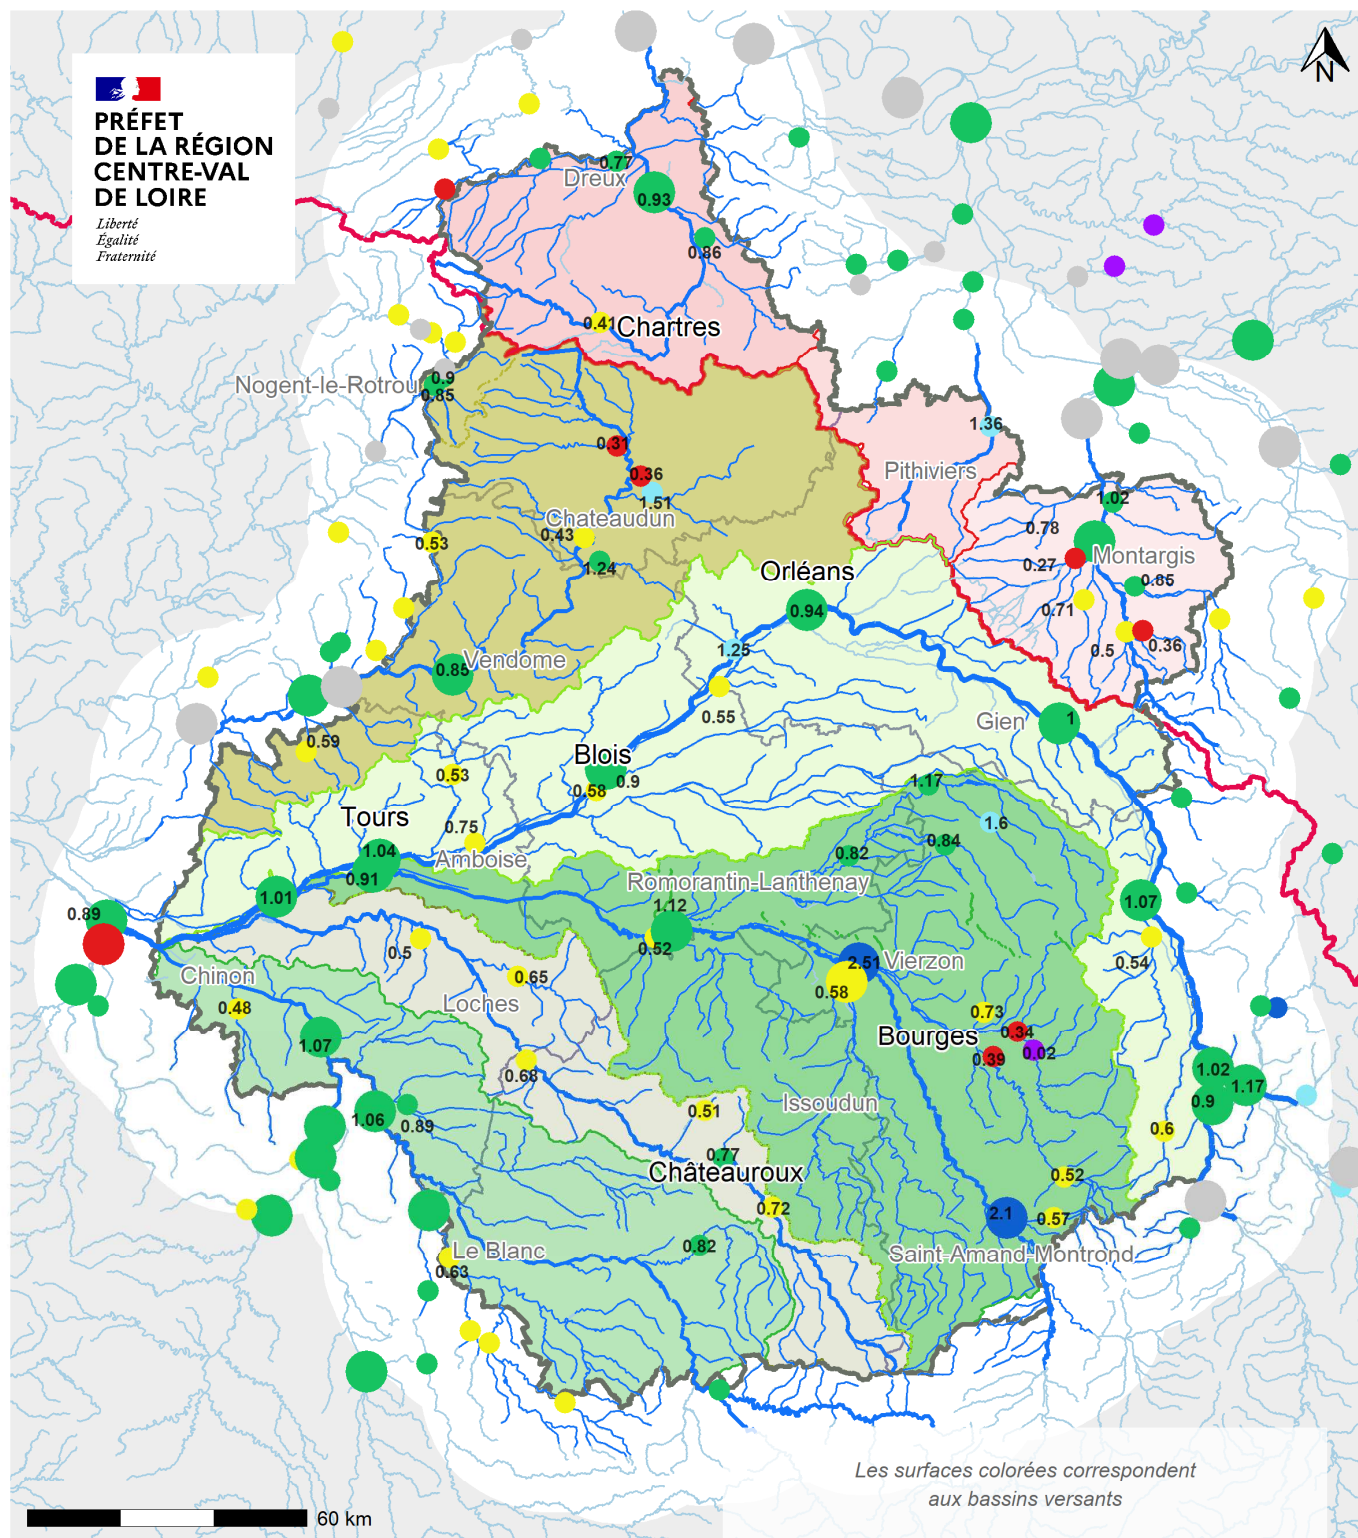 N
PRÉFET
DE LA RÉGION
CENTRE-VAL
DE LOIRE
Liberté
Égalité
Fraternité
0.77
Dreux
0.93
0.86
0.41
Chartres
0.9
Nogent-le-Rotrou
0.85
1.36
0.31
Pithiviers
0.36
1.51
1.02
Chateaudun
0.78
0.43
0.53
Montargis
1.24
0.27
Orléans
0.85
0.94
0.71
1.25
0.5
0.36
Vendome
0.85
0.55
Gien
1
0.59
Blois
0.53
0.9
0.58
1.17
Tours
0.75
1.6
1.04
0.84
Amboise
0.82
0.91
Romorantin-Lanthenay
1.01
1.12
1.07
0.89
0.5
0.52
Vierzon
2.51
0.54
Chinon
0.65
0.58
Loches
0.48
0.73
1.07
Bourges
0.34
0.39
0.02
0.68
1.02
1.17
Issoudun
0.9
0.51
1.06
0.89
0.6
0.77
Châteauroux
0.52
0.72
2.1
0.57
0.82
Le Blanc
Saint-Amand-Montrond
0.63
Les surfaces colorées correspondent
aux bassins versants
60 km